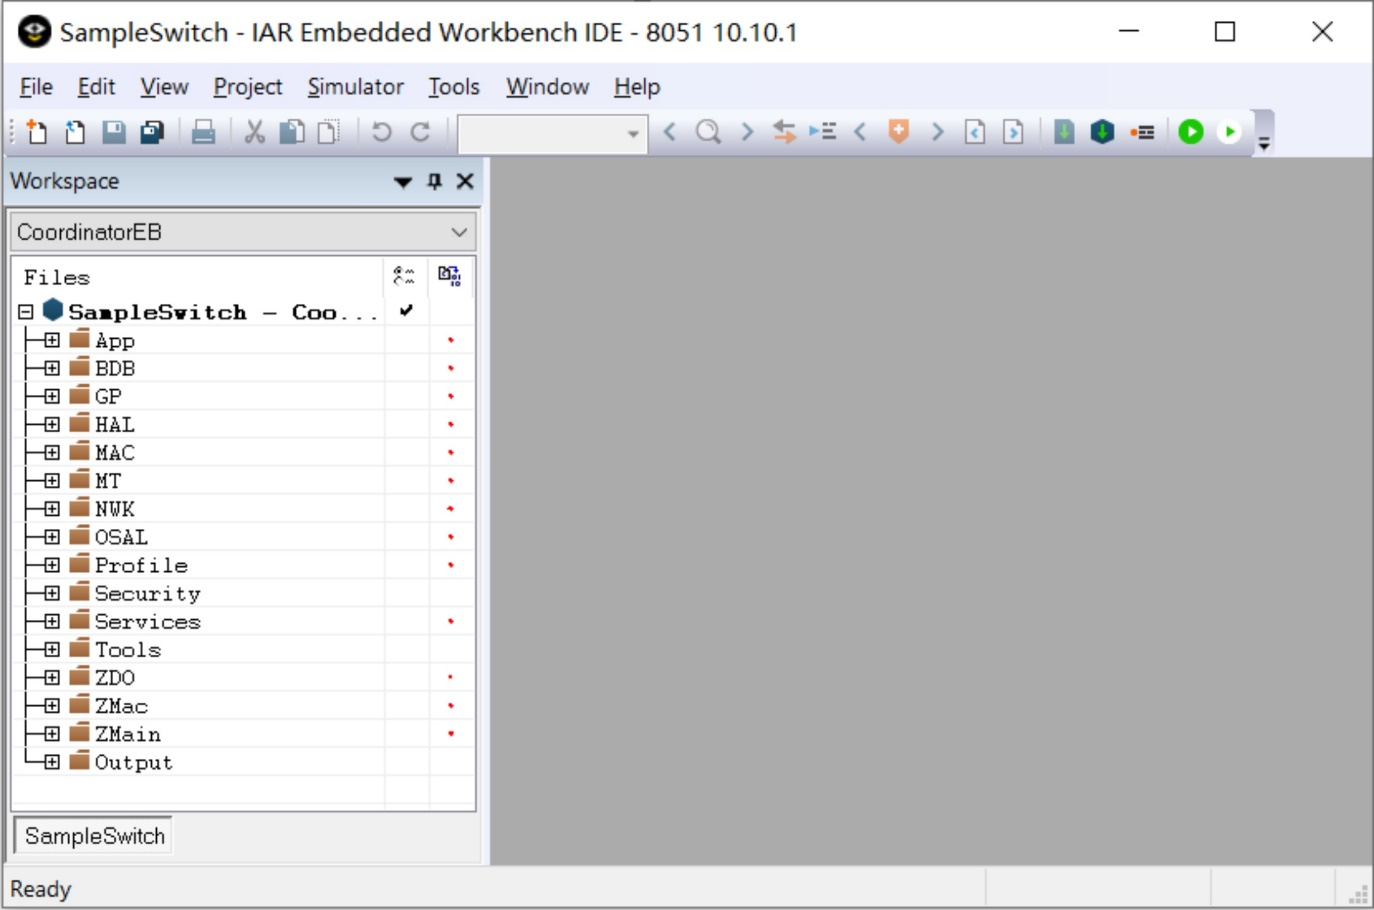 SampleSwitch - IAR Embedded Workbench IDE - 8051 10.10.1
File Edit View Project Simulator Tools Window Help
Workspace
CoordinatorEB
Files
SampleSwitch - Coo...
App
BDB
GP
HAL
MAC
MT
NWK
OSAL
Profile
Security
Services
Tools
ZDO
ZMac
ZMain
Output
SampleSwitch
Ready